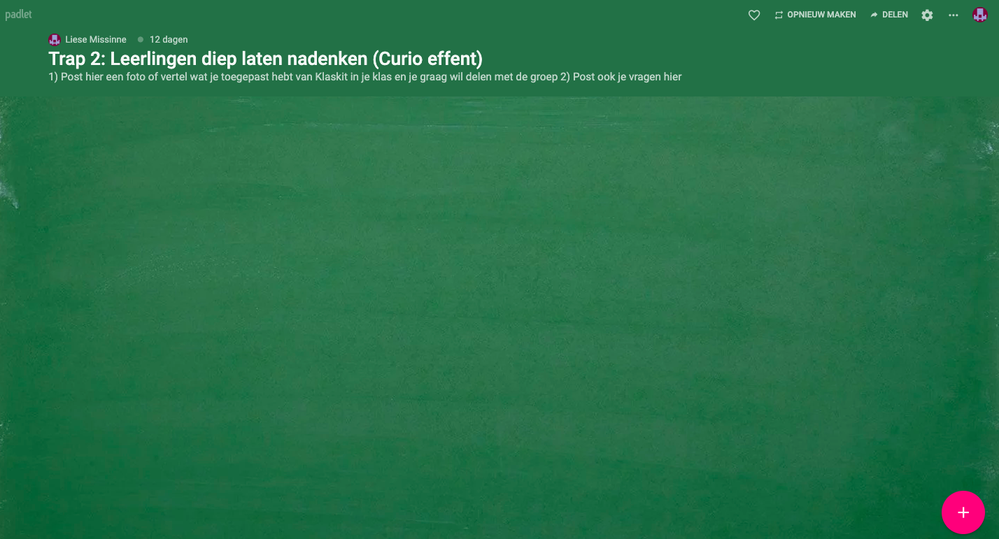 padlet
OPNIEUW MAKEN
DELEN
Liese Missinne 12 dagen
Trap 2: Leerlingen diep laten nadenken (Curio effent)
1) Post hier een foto of vertel wat je toegepast hebt van Klaskit in je klas en je graag wil delen met de groep 2) Post ook je vragen hier